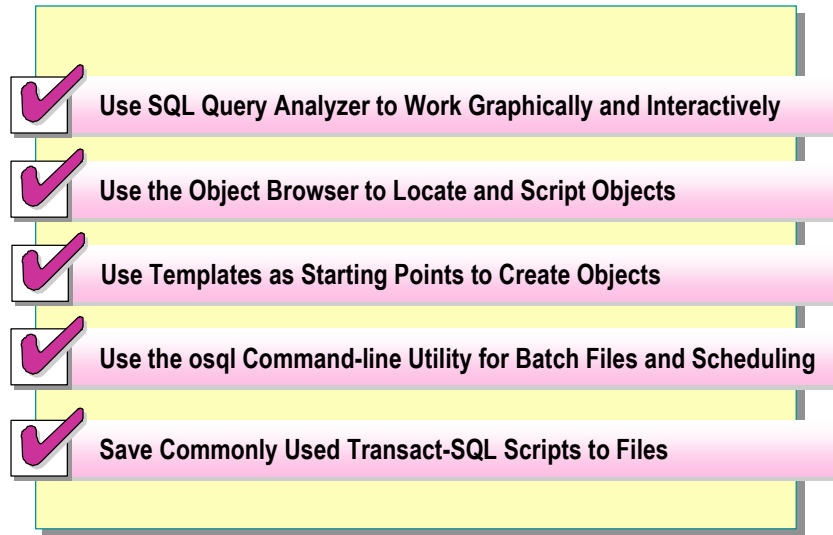 Use SQL Query Analyzer to Work Graphically and Interactively
Use the Object Browser to Locate and Script Objects
Use Templates as Starting Points to Create Objects
Use the osql Command-line Utility for Batch Files and Scheduling
Save Commonly Used Transact-SQL Scripts to Files